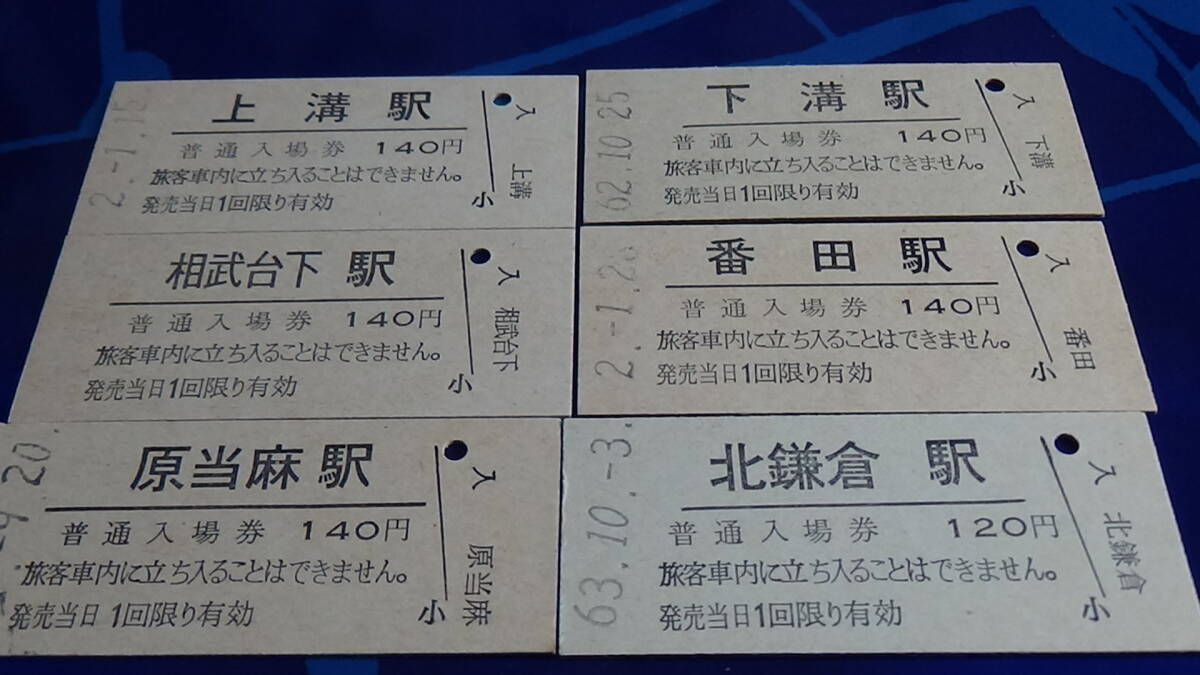 2.-1.15
上溝駅
普通入場券 140円
旅客車内に立ち入ることはできません。
発売当日1回限り有効
入
上溝
小
62.10.25
下溝駅
普通入場券 140円
旅客車内に立ち入ることはできません。
発売当日1回限り有効
入
下溝
小
相武台下駅
普通入場券 140円
旅客車内に立ち入ることはできません。
発売当日1回限り有効
入
相武台下
小
番田駅
普通入場券 140円
旅客車内に立ち入ることはできません。
発売当日1回限り有効
入
番田
小
20.
原当麻駅
普通入場券 140円
旅客車内に立ち入ることはできません。
発売当日1回限り有効
入
原当麻
小
63.10.-3.
北鎌倉駅
普通入場券 120円
旅客車内に立ち入ることはできません。
発売当日1回限り有効
入
北鎌倉
小